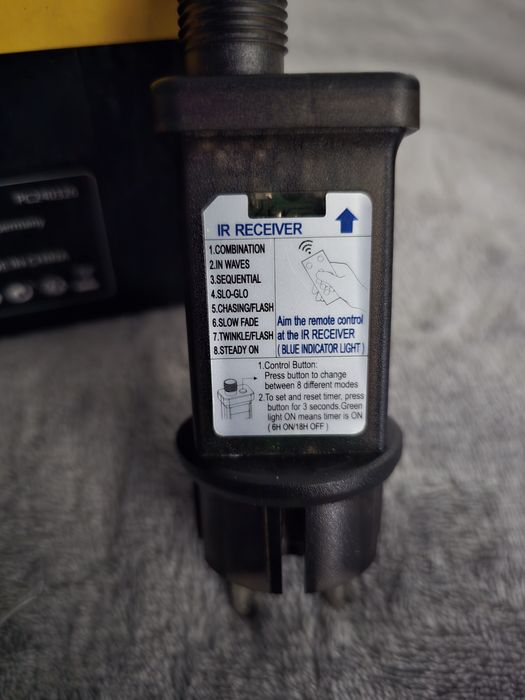 IR RECEIVER
1.COMBINATION
2.IN WAVES
3.SEQUENTIAL
4.SLO-GLO
5.CHASING/FLASH
6.SLOW FADE
7.TWINKLE/FLASH
8.STEADY ON
Aim the remote control
at the IR RECEIVER
( BLUE INDICATOR LIGHT )
1.Control Button:
Press button to change
between 8 different modes
2.To set and reset timer, press
button for 3 seconds.Green
light ON means timer is ON
( 6H ON/18H OFF )
Germany